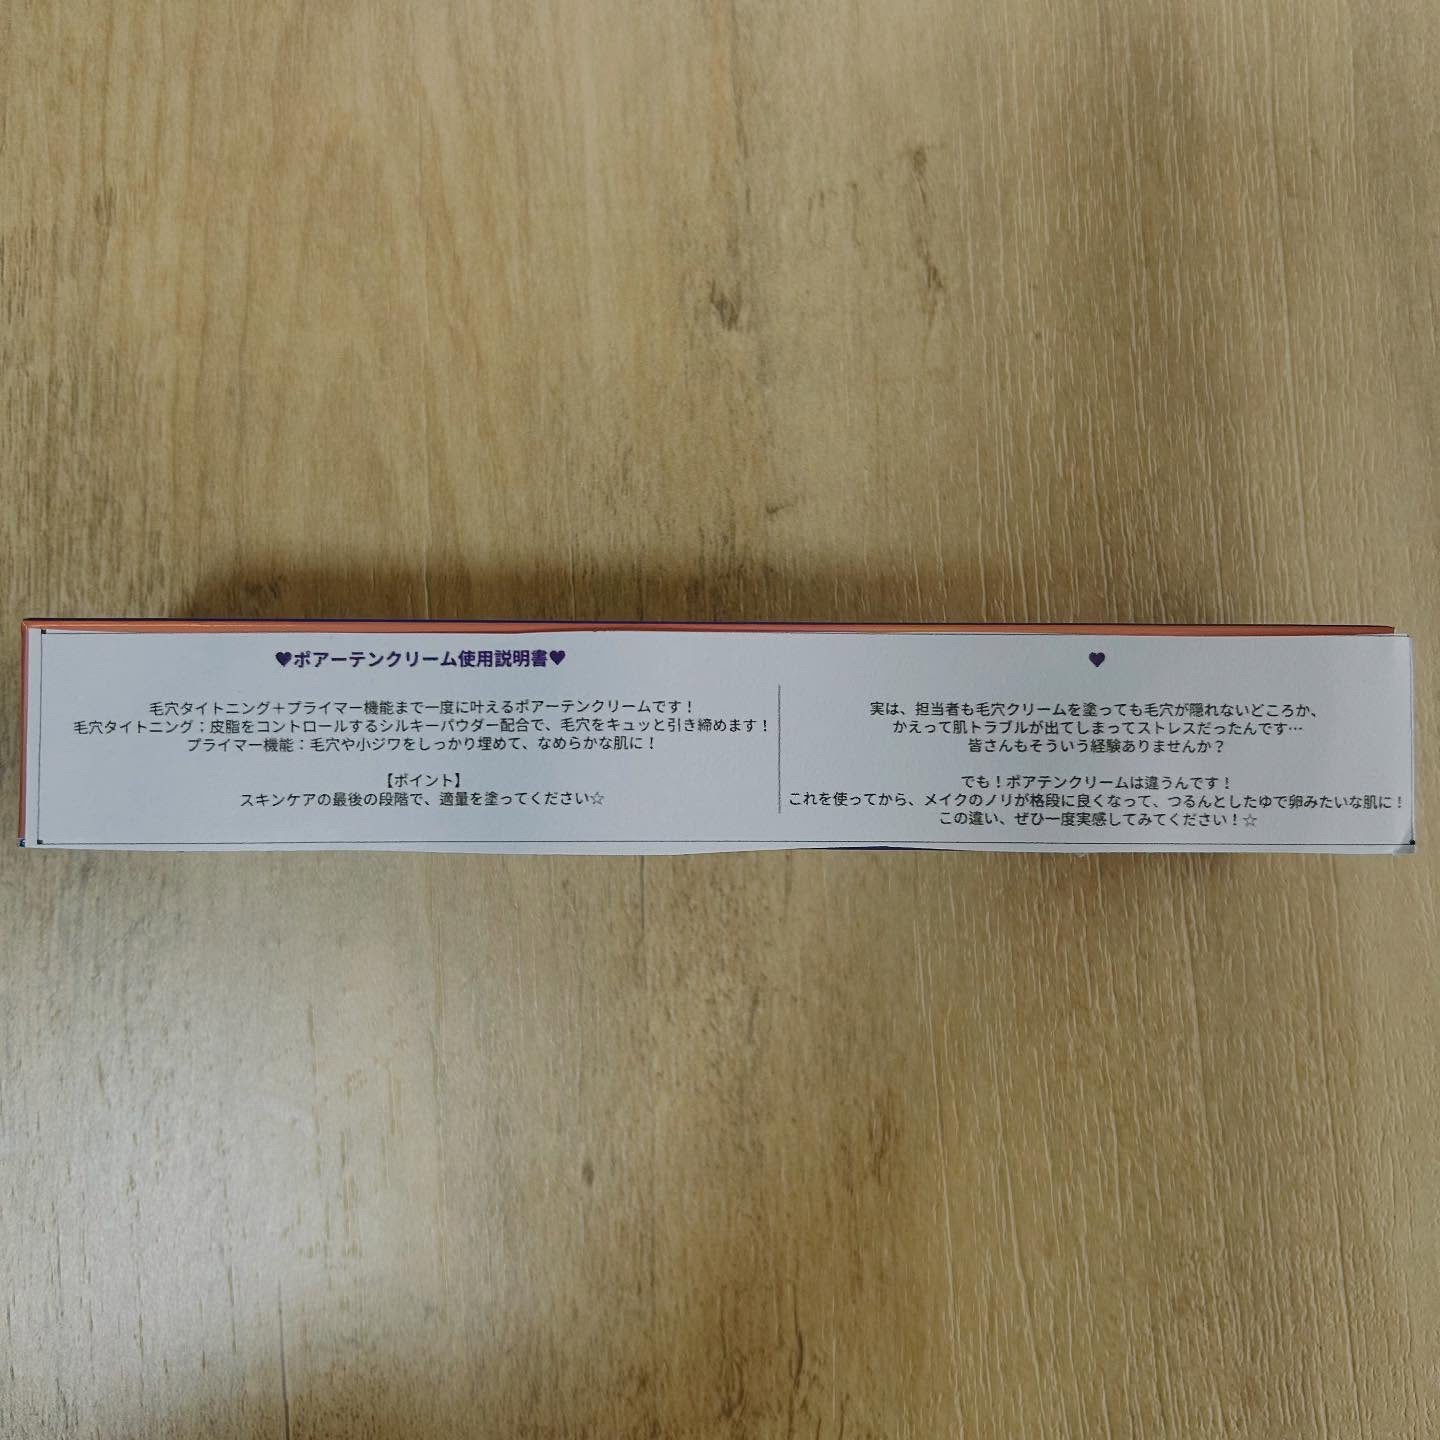 ♥ポアーテンクリーム使用説明書♥
毛穴タイトニング＋プライマー機能まで一度に叶えるポアーテンクリームです！
毛穴タイトニング；皮脂をコントロールするシルキーパウダー配合で、毛穴をキュッと引き締めます！
プライマー機能：毛穴や小ジワをしっかり埋めて、なめらかな肌に！
【ポイント】
スキンケアの最後の段階で、適量を塗ってください☆
♥
実は、担当者も毛穴クリームを塗っても毛穴が隠れないどころか、
かえって肌トラブルが出てしまってストレスだったんです…
皆さんもそういう経験ありませんか？
でも！ポアテンクリームは違うんです！
これを使ってから、メイクのノリが格段に良くなって、つるんとしたゆで卵みたいな肌に！
この違い、ぜひ一度実感してみてください！☆